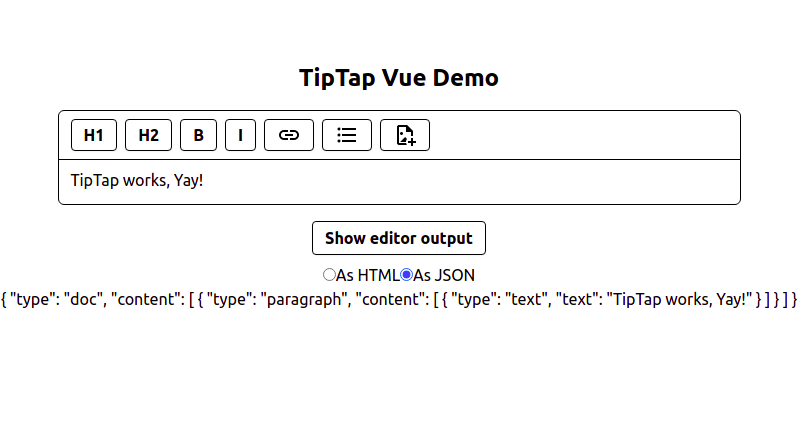 TipTap Vue Demo
H1 H2 B I
TipTap works, Yay!
Show editor output
As HTML As JSON
{ "type": "doc", "content": [ { "type": "paragraph", "content": [ { "type": "text", "text": "TipTap works, Yay!" } ] } ] }